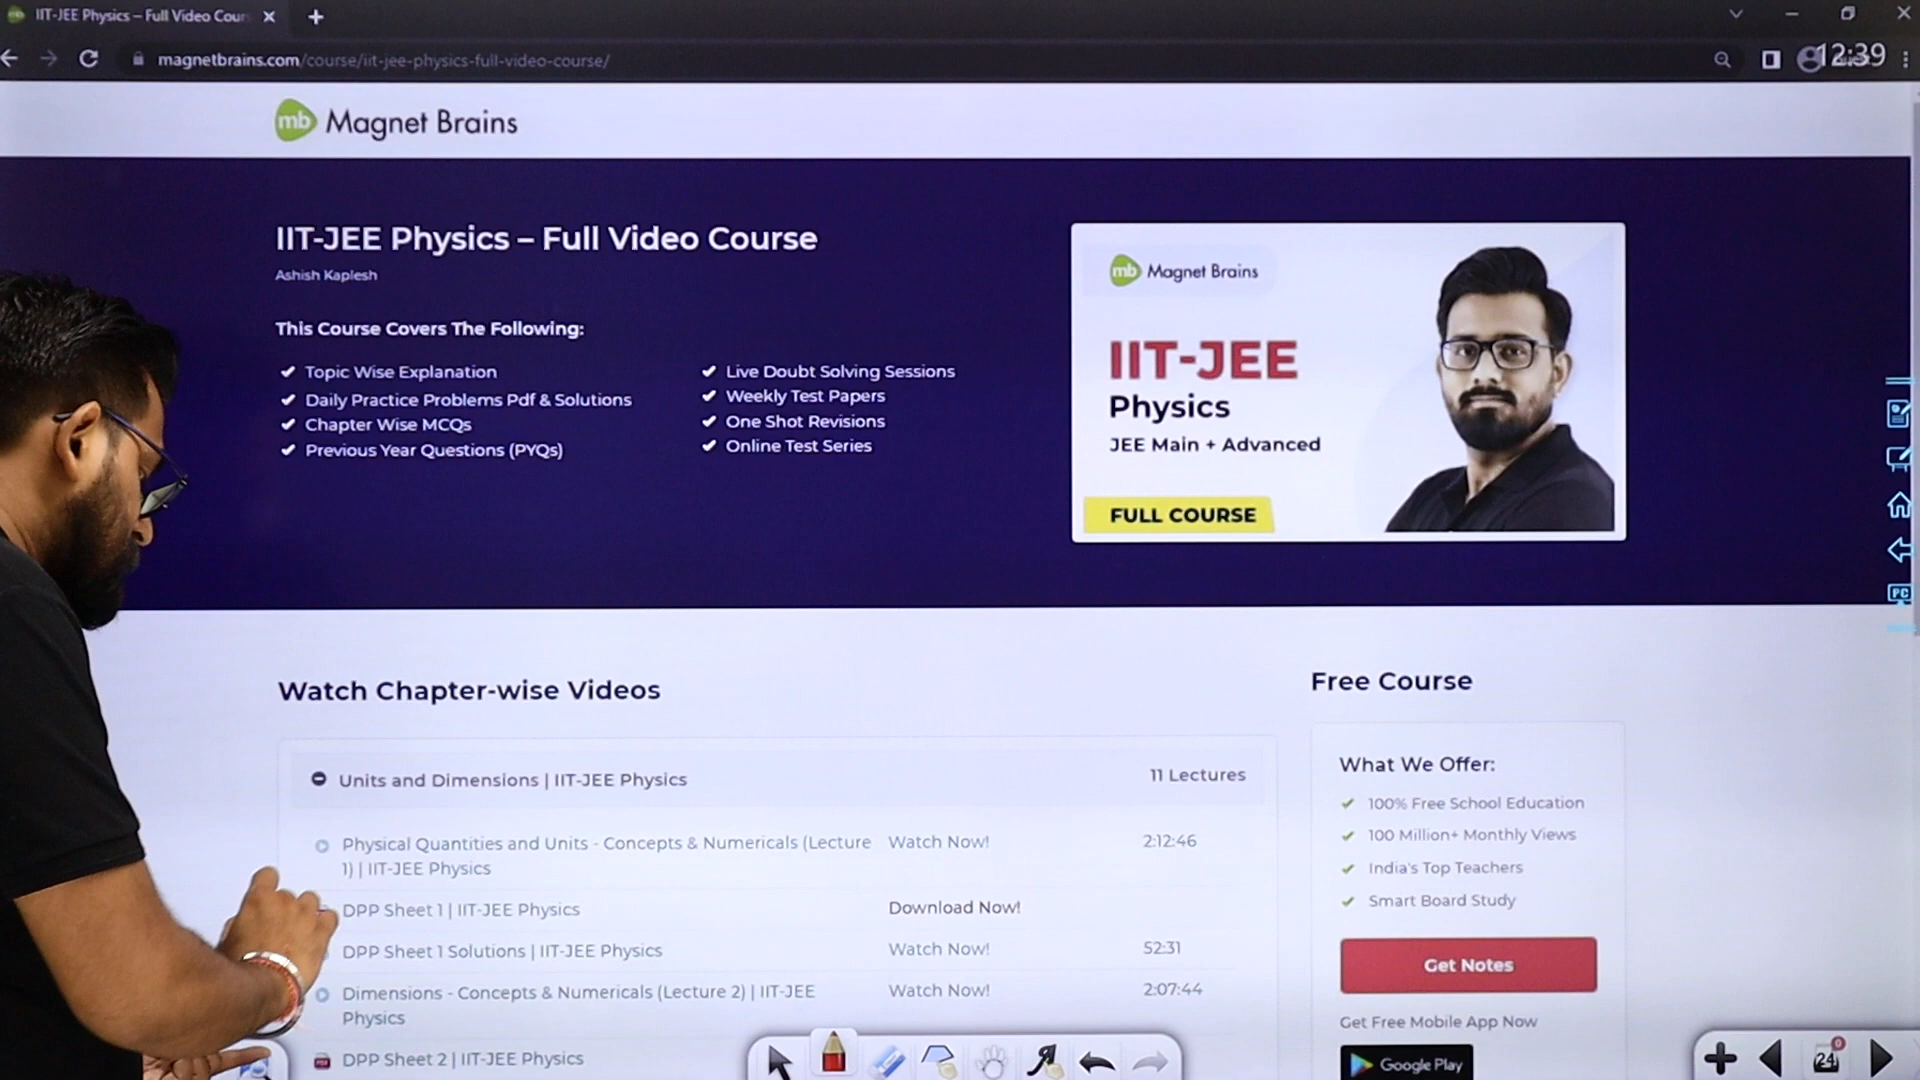 IIT-JEE Physics – Full Video Cour
12:39
magnetbrains.com/course/iit-jee-physics-full-video-course/
mb Magnet Brains
IIT-JEE Physics – Full Video Course
Ashish Kaplesh
This Course Covers The Following:
Topic Wise Explanation
Daily Practice Problems Pdf & Solutions
Chapter Wise MCQs
Previous Year Questions (PYQs)
Live Doubt Solving Sessions
Weekly Test Papers
One Shot Revisions
Online Test Series
mb Magnet Brains
IIT-JEE
Physics
JEE Main + Advanced
FULL COURSE
PC
Watch Chapter-wise Videos
Units and Dimensions | IIT-JEE Physics 11 Lectures
Physical Quantities and Units - Concepts & Numericals (Lecture Watch Now! 2:12:46
1) | IIT-JEE Physics
DPP Sheet 1 | IIT-JEE Physics Download Now!
DPP Sheet 1 Solutions | IIT-JEE Physics Watch Now! 52:31
Dimensions - Concepts & Numericals (Lecture 2) | IIT-JEE Watch Now! 2:07:44
Physics
DPP Sheet 2 | IIT-JEE Physics
Free Course
What We Offer:
100% Free School Education
100 Million+ Monthly Views
India's Top Teachers
Smart Board Study
Get Notes
Get Free Mobile App Now
Google Play
0
24